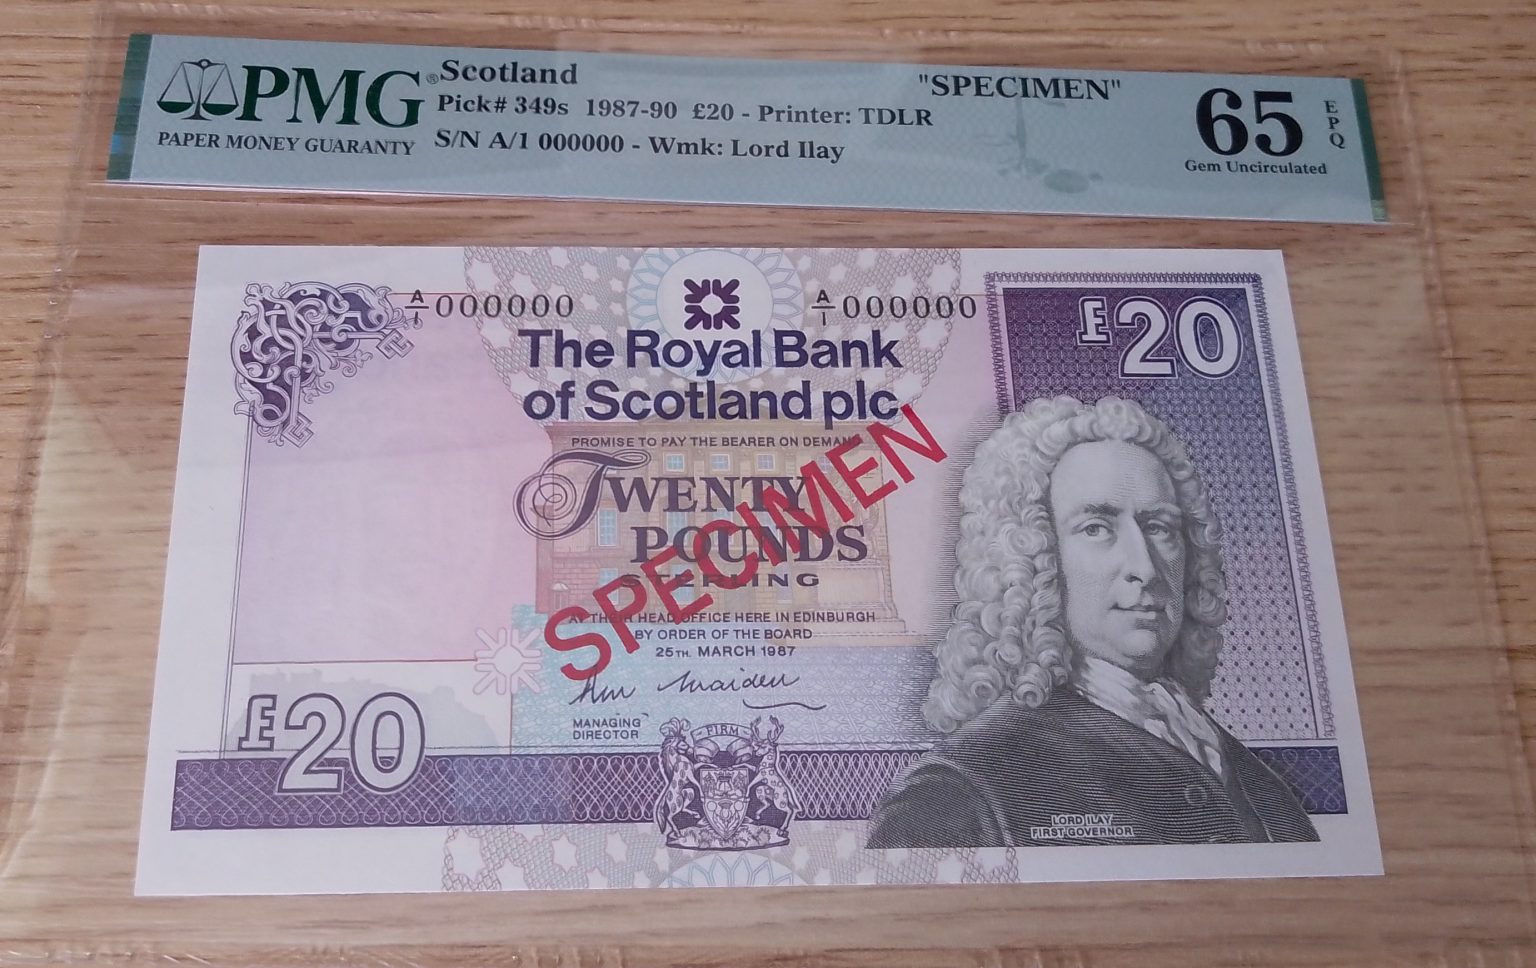 PMG®
PAPER MONEY GUARANTY
Scotland
Pick# 349s 1987-90 £20 - Printer: TDLR
S/N A/1 000000 - Wmk: Lord Ilay
"SPECIMEN"
65
EPQ
Gem Uncirculated
A/1 000000
A/1 000000
£20
The Royal Bank
of Scotland plc
PROMISE TO PAY THE BEARER ON DEMAND
TWENTY
POUNDS
STERLING
AT THEIR HEAD OFFICE HERE IN EDINBURGH
BY ORDER OF THE BOARD
25TH. MARCH 1987
SPECIMEN
MANAGING
DIRECTOR
FIRM
£20
LORD ILAY
FIRST GOVERNOR